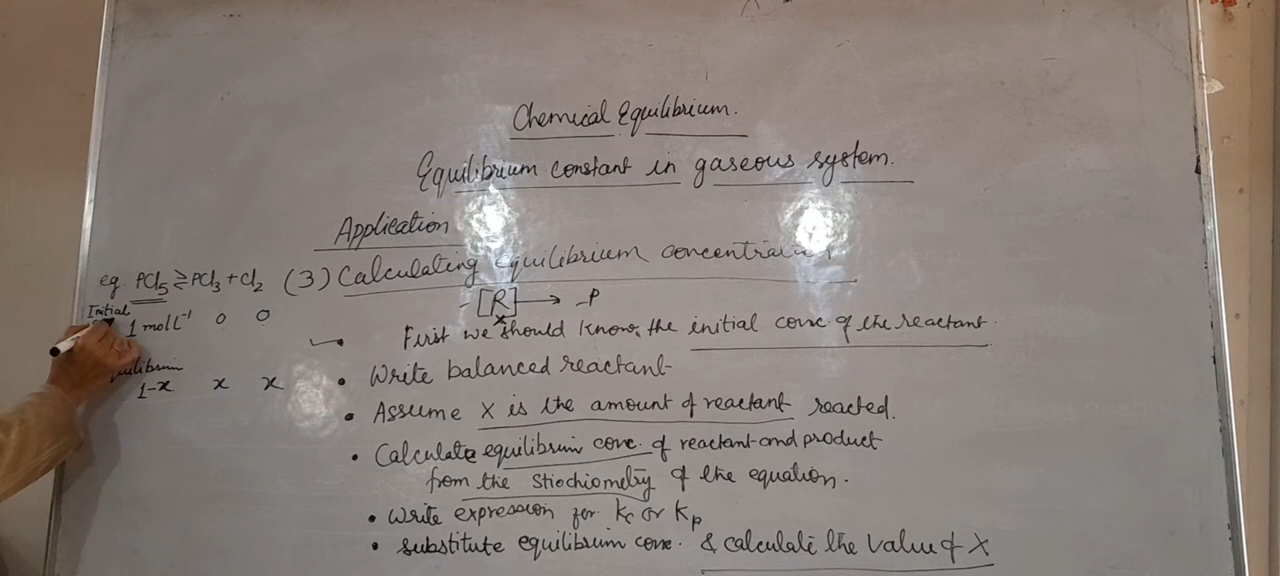 Chemical Equilibrium.
Equilibrium constant in gaseous system.
Application
(3) Calculating equilibrium concentration
eg. PCl5 ⇌ PCl3 + Cl2
Initial
1 mol L⁻¹ 0 0
1-x x x
[R] → P
x
First we should know the initial conc of the reactant.
• Write balanced reactant
• Assume X is the amount of reactant reacted.
• Calculate equilibrium conc. of reactant and product
from the Stiochiometry of the equation.
• Write expression for Kc or Kp
• substitute equilibrium conc. & calculate the value of X